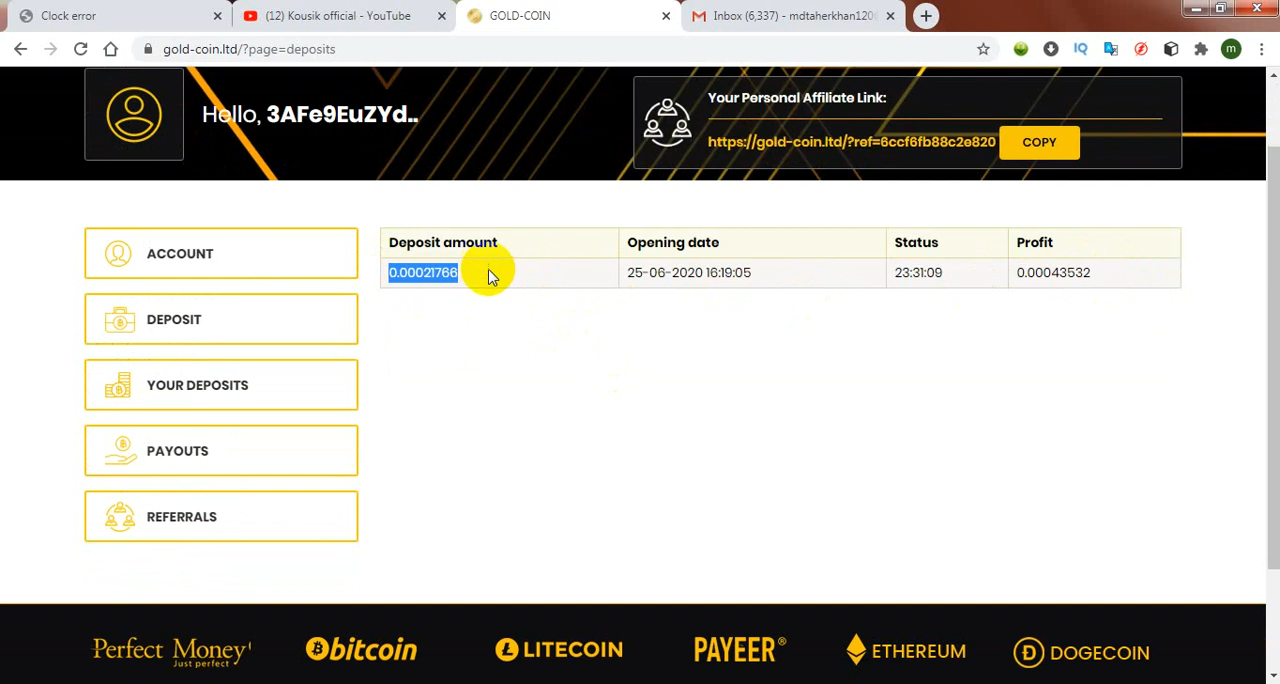 Clock error
(12) Kousik official - YouTube
GOLD-COIN
Inbox (6,337) - mdtaherkhan120
gold-coin.ltd/?page=deposits
IQ
m
Hello, 3AFe9EuZYd..
Your Personal Affiliate Link:
https://gold-coin.ltd/?ref=6ccf6fb88c2e820 COPY
ACCOUNT
DEPOSIT
YOUR DEPOSITS
PAYOUTS
REFERRALS
Deposit amount Opening date Status Profit
0.00021766 25-06-2020 16:19:05 23:31:09 0.00043532
Perfect Money
Just perfect
bitcoin
LITECOIN
PAYEER®
ETHEREUM
DOGECOIN